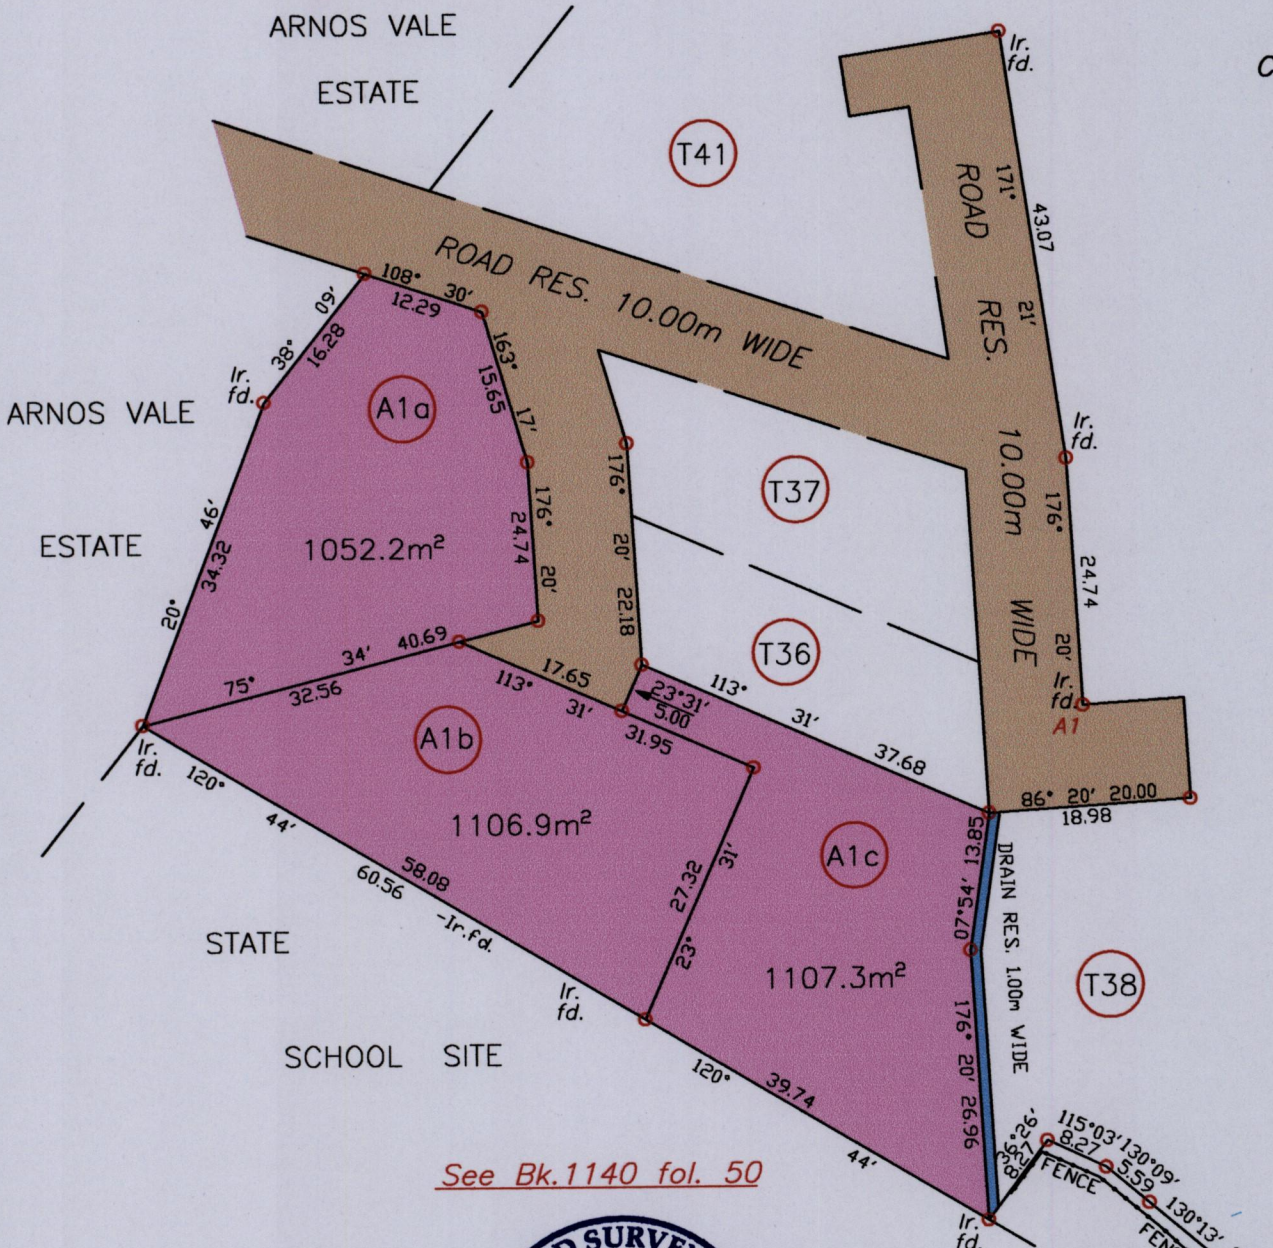 ARNOS VALE
ESTATE
T41
Ir.
fd.
171°
43.07
21'
ROAD RES. 10.00m WIDE
ROAD RES. 10.00m WIDE
108° 30'
12.29
09'
38°
16.28
Ir.
fd.
163°
15.65
17'
A1a
ARNOS VALE
ESTATE
46'
34.32
20°
1052.2m²
176°
24.74
20'
176°
20'
22.18
T37
T36
Ir.
fd.
176°
24.74
20'
Ir.
fd.
A1
75° 34' 40.69
32.56
17.65
113° 31'
31.95
23°31'
5.00
113° 31' 37.68
86° 20' 20.00
18.98
Ir.
fd.
A1b
1106.9m²
120° 44'
58.08
60.56
-Ir.fd.
27.32
23° 31'
A1c
1107.3m²
07°54' 13.85
DRAIN RES. 1.00m WIDE
176° 20' 26.96
T38
STATE
SCHOOL SITE
Ir.
fd.
120° 39.74
44'
36°26'
8.27
115°03'
8.27
130°09'
5.59
130°13'
FENCE
Ir.
fd.
See Bk.1140 fol. 50